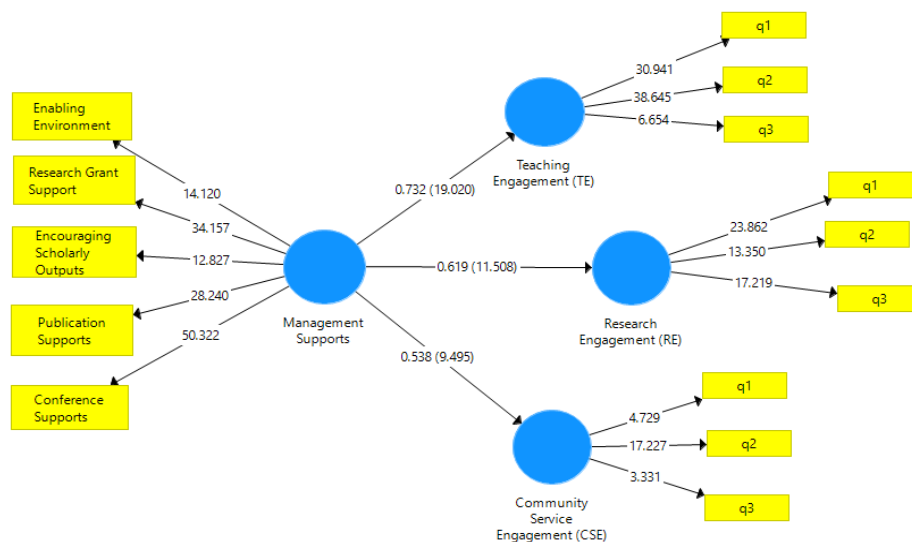 Enabling
Environment
Research Grant
Support
Encouraging
Scholarly
Outputs
Publication
Supports
Conference
Supports
14.120
34.157
12.827
28.240
50.322
Management
Supports
0.732 (19.020)
0.619 (11.508)
0.538 (9.495)
Teaching
Engagement (TE)
30.941
38.645
6.654
q1
q2
q3
Research
Engagement (RE)
23.862
13.350
17.219
q1
q2
q3
Community
Service
Engagement (CSE)
4.729
17.227
3.331
q1
q2
q3